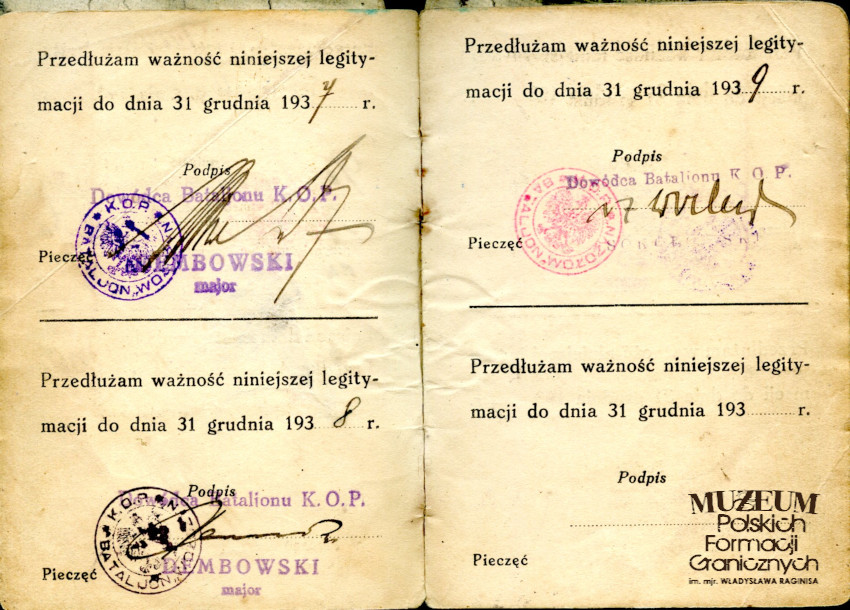 Przedłużam ważność niniejszej legity-
macji do dnia 31 grudnia 1937 r.
Podpis
Dowódca Batalionu K.O.P.
Pieczęć
DEMBOWSKI
major
K.O.P.
BATALJON
Przedłużam ważność niniejszej legity-
macji do dnia 31 grudnia 1938 r.
Podpis
Dowódca Batalionu K.O.P.
Pieczęć
DEMBOWSKI
major
K.O.P.
BATALJON
Przedłużam ważność niniejszej legity-
macji do dnia 31 grudnia 1939 r.
Podpis
Dowódca Batalionu K O P.
Pieczęć
Przedłużam ważność niniejszej legity-
macji do dnia 31 grudnia 193 r.
Podpis
Pieczęć
MUZEUM
Polskich
Formacji
Granicznych
im. mjr. WŁADYSŁAWA RAGINISA